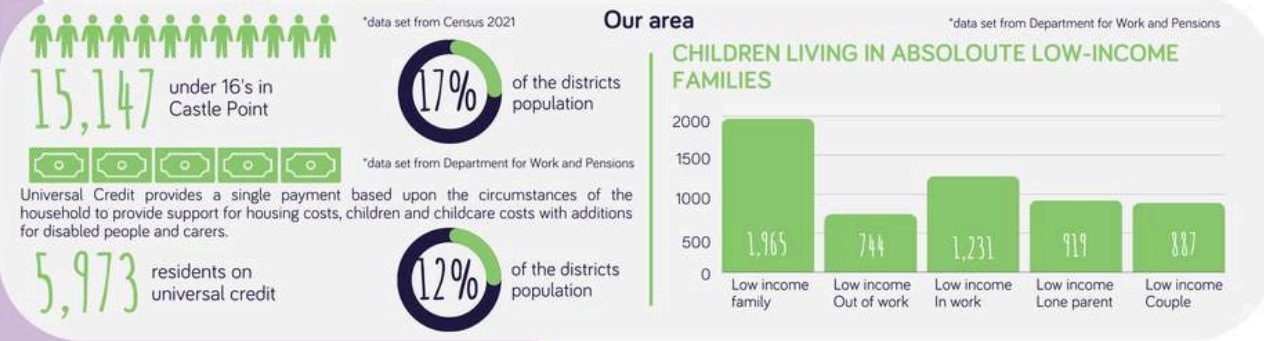 Our area
*data set from Census 2021
15,147
under 16's in
Castle Point
17%
of the districts
population
*data set from Department for Work and Pensions
Universal Credit provides a single payment based upon the circumstances of the
household to provide support for housing costs, children and childcare costs with additions
for disabled people and carers.
5,973
residents on
universal credit
12%
of the districts
population
*data set from Department for Work and Pensions
CHILDREN LIVING IN ABSOLOUTE LOW-INCOME
FAMILIES
2000
1500
1000
500
0
1,965
744
1,231
919
887
Low income
family
Low income
Out of work
Low income
In work
Low income
Lone parent
Low income
Couple